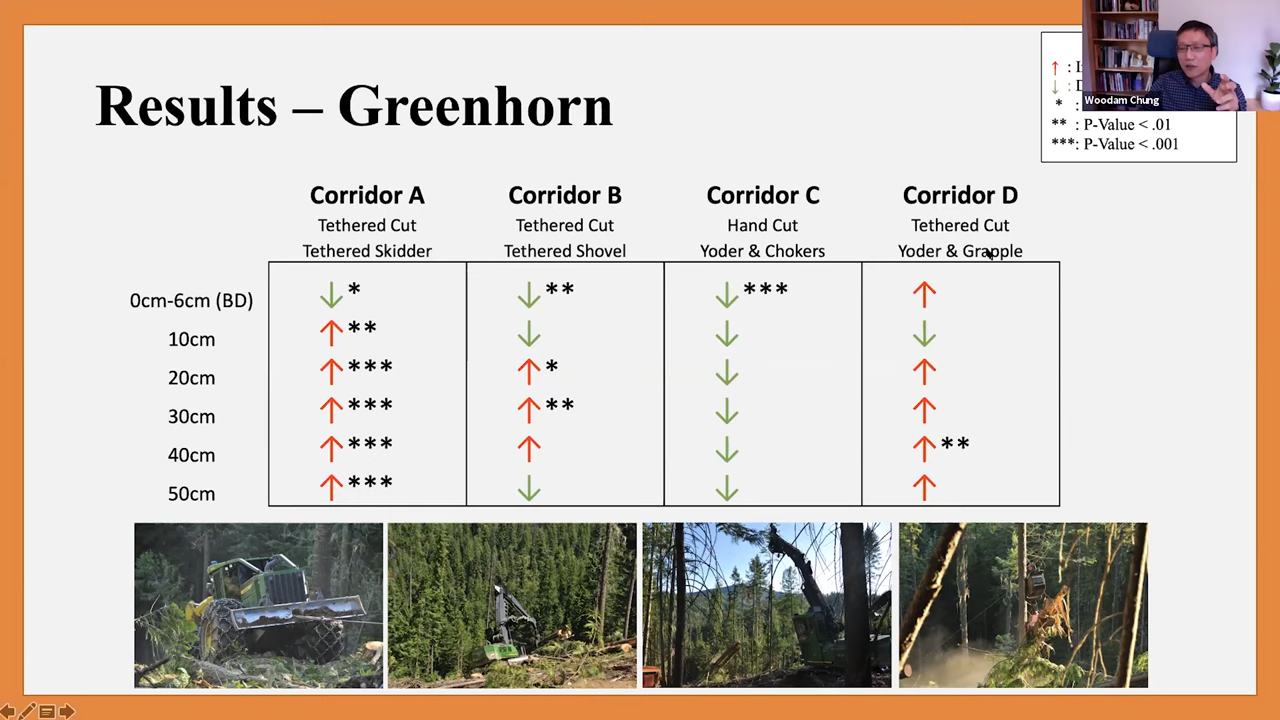 Results – Greenhorn
Woodam Chung
↑ :
↓ :
* :
** : P-Value < .01
***: P-Value < .001
Corridor A Corridor B Corridor C Corridor D
Tethered Cut Tethered Cut Hand Cut Tethered Cut
Tethered Skidder Tethered Shovel Yoder & Chokers Yoder & Grapple
0cm-6cm (BD) ↓ * ↓ ** ↓ *** ↑
10cm ↑ ** ↓ ↓ ↓
20cm ↑ *** ↑ * ↓ ↑
30cm ↑ *** ↑ ** ↓ ↑
40cm ↑ *** ↑ ↓ ↑ **
50cm ↑ *** ↓ ↓ ↑